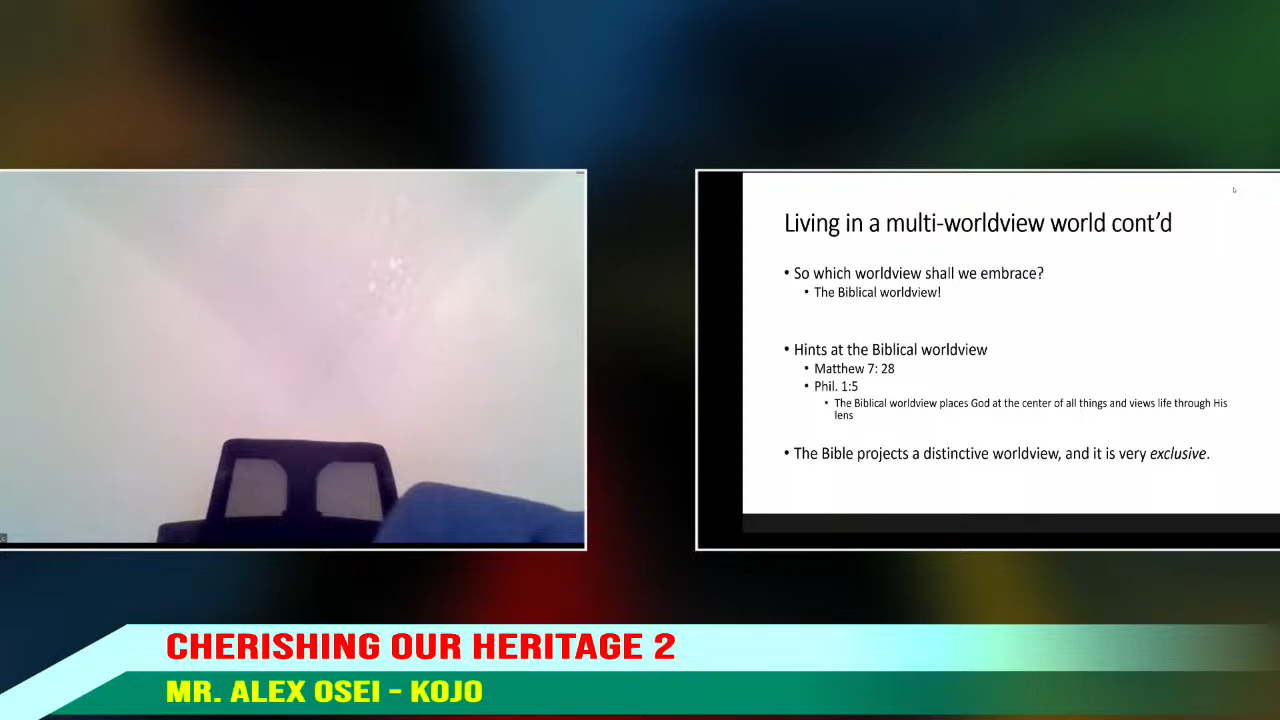 Living in a multi-worldview world cont'd
• So which worldview shall we embrace?
• The Biblical worldview!
• Hints at the Biblical worldview
• Matthew 7: 28
• Phil. 1:5
• The Biblical worldview places God at the center of all things and views life through His
lens
• The Bible projects a distinctive worldview, and it is very exclusive.
CHERISHING OUR HERITAGE 2
MR. ALEX OSEI - KOJO